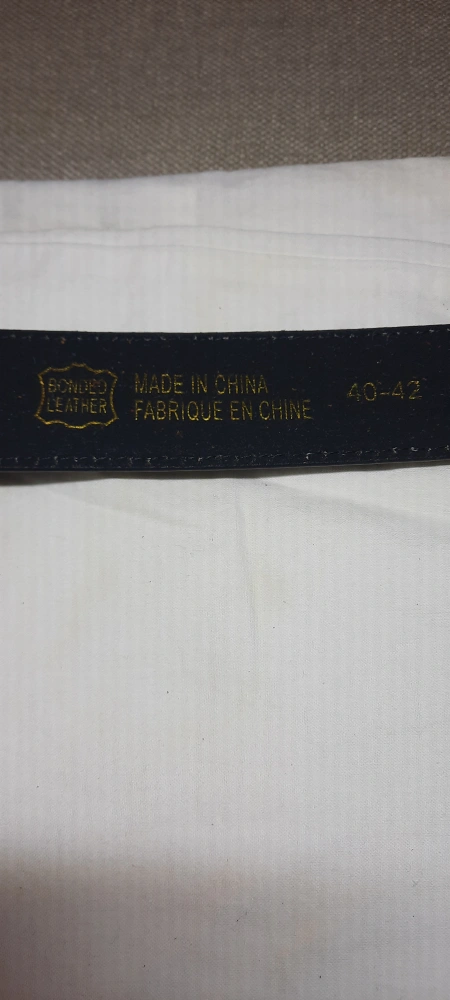 BONDED
LEATHER
MADE IN CHINA
FABRIQUE EN CHINE
40-42